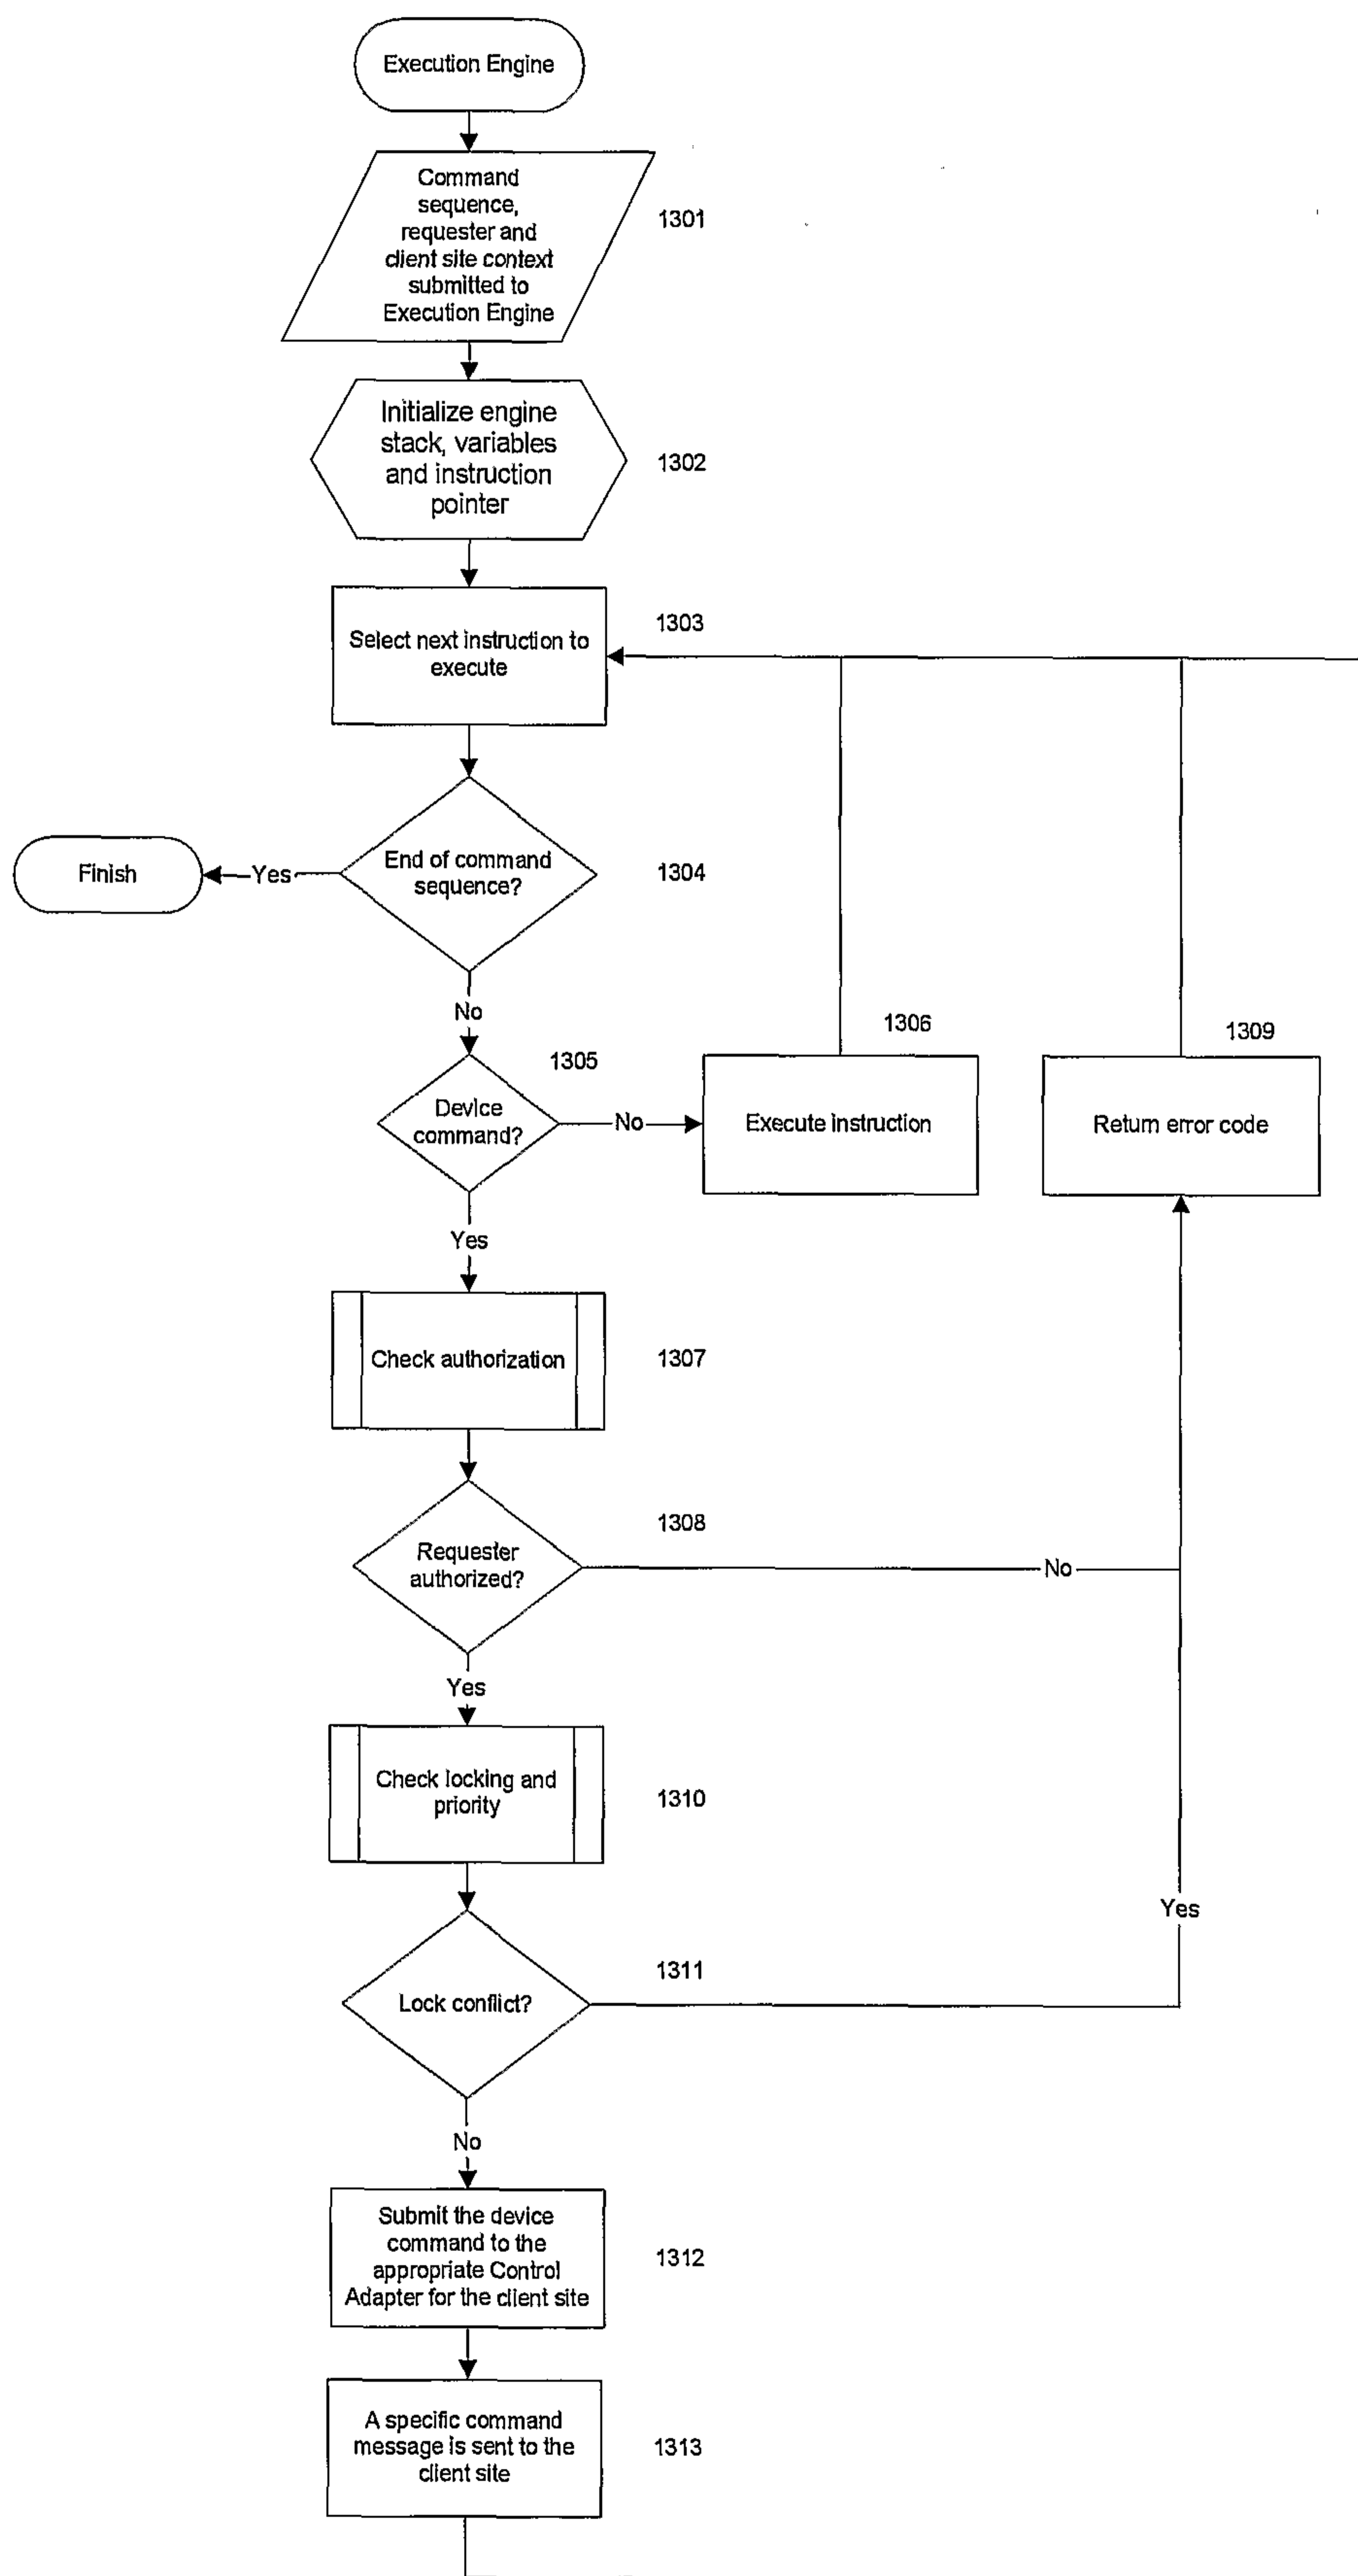 Execution Engine
Command
sequence,
requester and
client site context
submitted to
Execution Engine
1301
Initialize engine
stack, variables
and instruction
pointer
1302
1303
Select next instruction to
execute
End of command
sequence?
1304
Yes
Finish
No
1305
1306
1309
Device
command?
No
Execute instruction
Return error code
Yes
Check authorization
1307
1308
Requester
authorized?
No
Yes
Check locking and
priority
1310
Yes
1311
Lock conflict?
No
Submit the device
command to the
appropriate Control
Adapter for the client site
1312
A specific command
message is sent to the
client site
1313